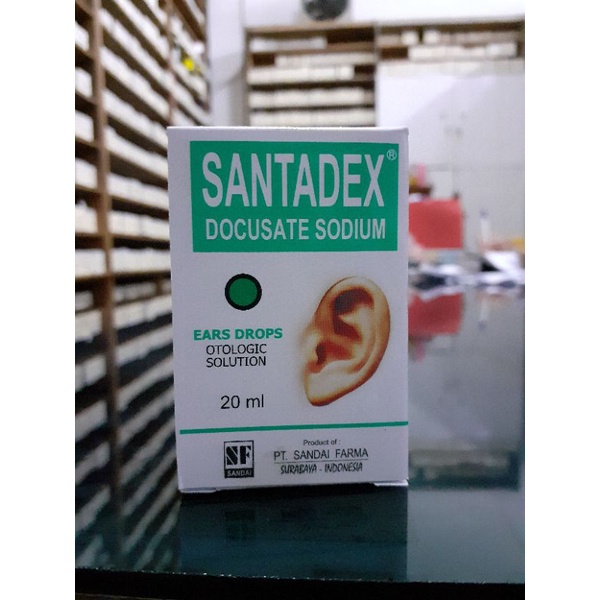 SANTADEX®
DOCUSATE SODIUM
EARS DROPS
OTOLOGIC
SOLUTION
20 ml
SF
SANDAI
Product of :
PT. SANDAI FARMA
SURABAYA - INDONESIA